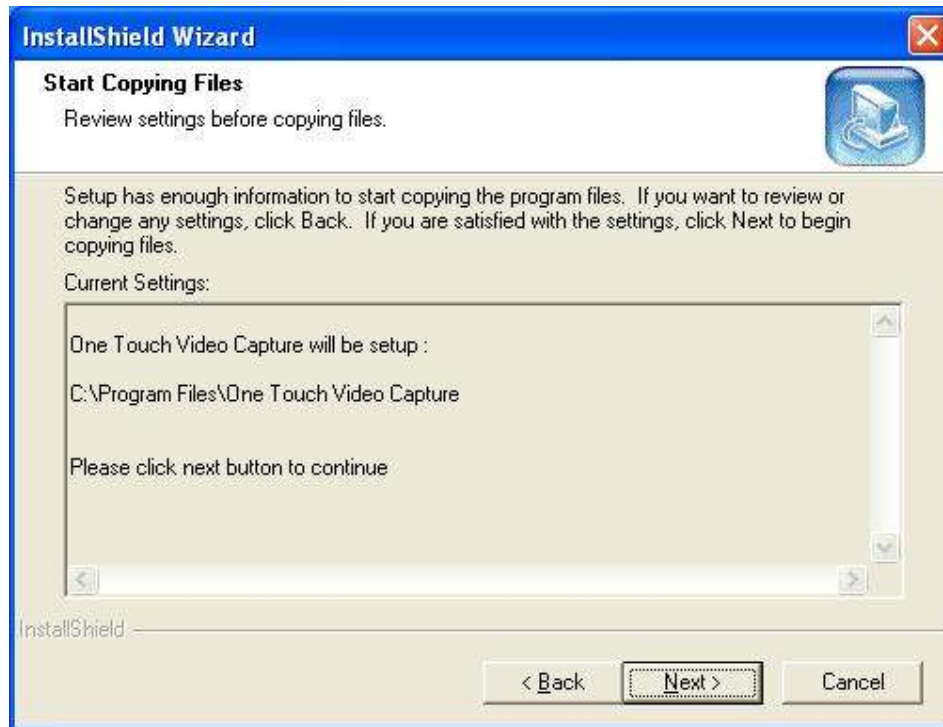 InstallShield Wizard
Start Copying Files
Review settings before copying files.
Setup has enough information to start copying the program files. If you want to review or
change any settings, click Back. If you are satisfied with the settings, click Next to begin
copying files.
Current Settings:
One Touch Video Capture will be setup :
C:\Program Files\One Touch Video Capture
Please click next button to continue
InstallShield
< Back
Next >
Cancel